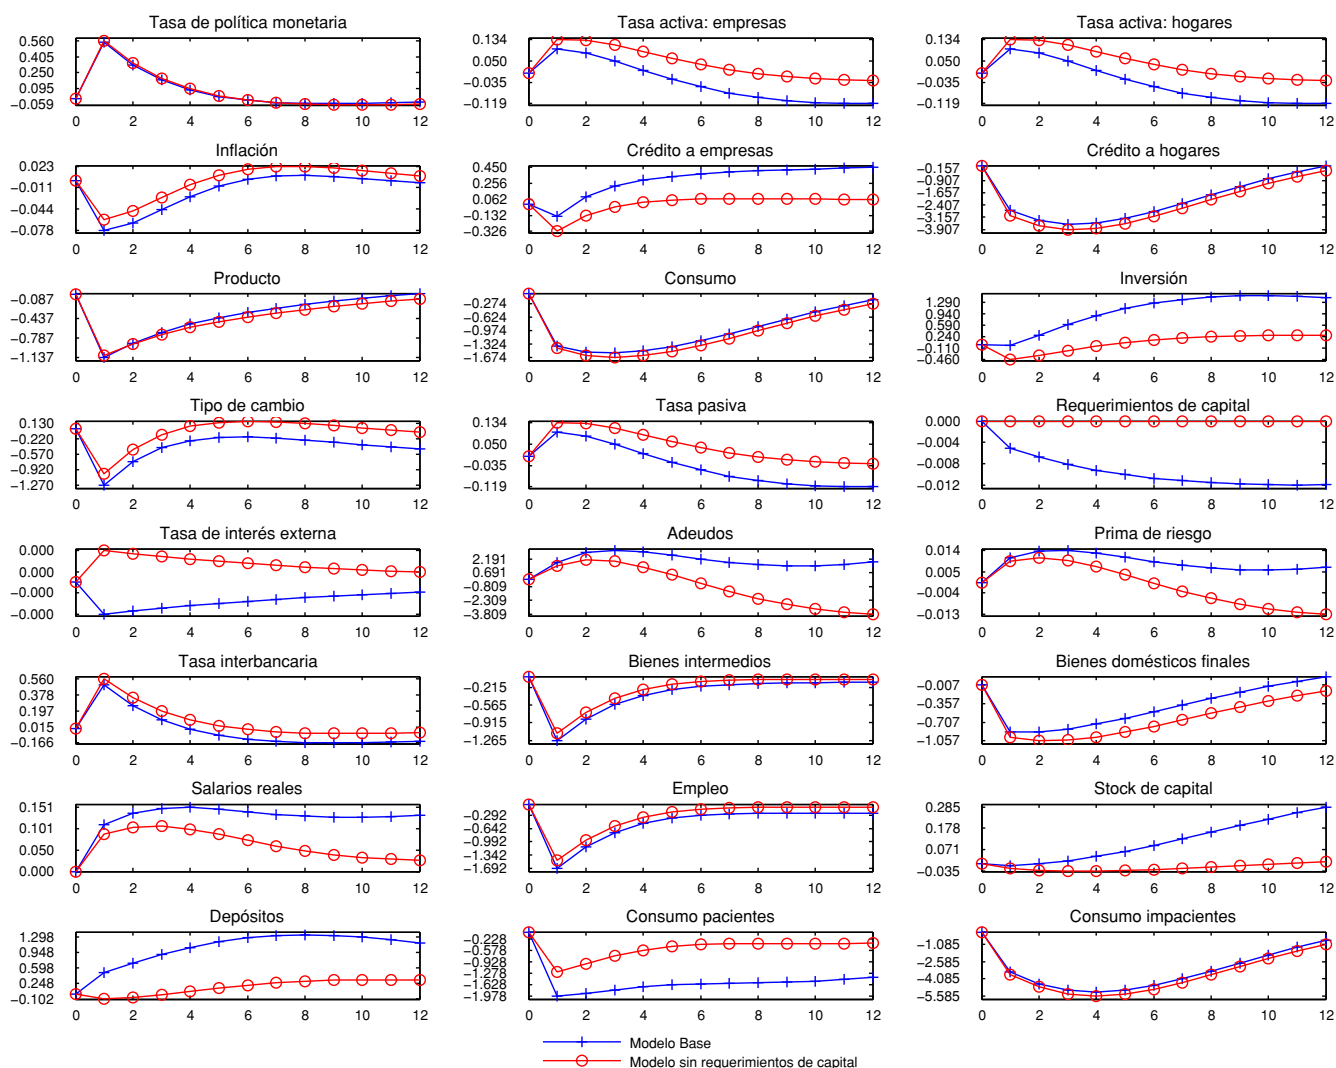 Tasa de política monetaria
0.560
0.405
0.250
0.095
−0.059
0 2 4 6 8 10 12
Tasa activa: empresas
0.134
0.050
−0.035
−0.119
0 2 4 6 8 10 12
Tasa activa: hogares
0.134
0.050
−0.035
−0.119
0 2 4 6 8 10 12
Inflación
0.023
−0.011
−0.044
−0.078
0 2 4 6 8 10 12
Crédito a empresas
0.450
0.256
0.062
−0.132
−0.326
0 2 4 6 8 10 12
Crédito a hogares
−0.157
−0.907
−1.657
−2.407
−3.157
−3.907
0 2 4 6 8 10 12
Producto
−0.087
−0.437
−0.787
−1.137
0 2 4 6 8 10 12
Consumo
−0.274
−0.624
−0.974
−1.324
−1.674
0 2 4 6 8 10 12
Inversión
1.290
0.940
0.590
0.240
−0.110
−0.460
0 2 4 6 8 10 12
Tipo de cambio
0.130
−0.220
−0.570
−0.920
−1.270
0 2 4 6 8 10 12
Tasa pasiva
0.134
0.050
−0.035
−0.119
0 2 4 6 8 10 12
Requerimientos de capital
0.000
−0.004
−0.008
−0.012
0 2 4 6 8 10 12
Tasa de interés externa
0.000
0.000
−0.000
−0.000
0 2 4 6 8 10 12
Adeudos
2.191
0.691
−0.809
−2.309
−3.809
0 2 4 6 8 10 12
Prima de riesgo
0.014
0.005
−0.004
−0.013
0 2 4 6 8 10 12
Tasa interbancaria
0.560
0.378
0.197
0.015
−0.166
0 2 4 6 8 10 12
Bienes intermedios
−0.215
−0.565
−0.915
−1.265
0 2 4 6 8 10 12
Bienes domésticos finales
−0.007
−0.357
−0.707
−1.057
0 2 4 6 8 10 12
Salarios reales
0.151
0.101
0.050
0.000
0 2 4 6 8 10 12
Empleo
−0.292
−0.642
−0.992
−1.342
−1.692
0 2 4 6 8 10 12
Stock de capital
0.285
0.178
0.071
−0.035
0 2 4 6 8 10 12
Depósitos
1.298
0.948
0.598
0.248
−0.102
0 2 4 6 8 10 12
Consumo pacientes
−0.228
−0.578
−0.928
−1.278
−1.628
−1.978
0 2 4 6 8 10 12
Consumo impacientes
−1.085
−2.585
−4.085
−5.585
0 2 4 6 8 10 12
Modelo Base
Modelo sin requerimientos de capital